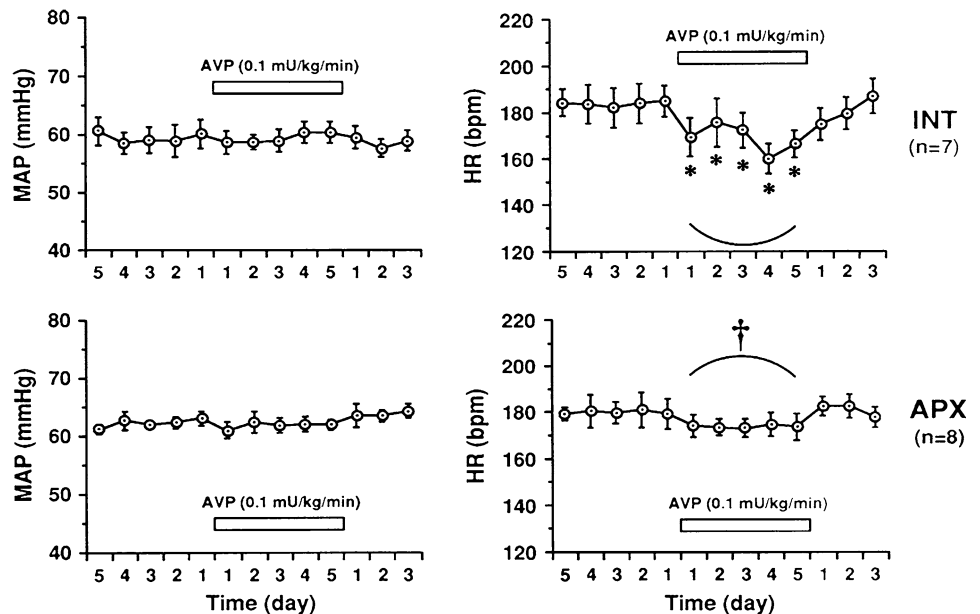 80
70
60
50
40
MAP (mmHg)
AVP (0.1 mU/kg/min)
5 4 3 2 1 1 2 3 4 5 1 2 3
220
200
180
160
140
120
HR (bpm)
AVP (0.1 mU/kg/min)
* * * * *
5 4 3 2 1 1 2 3 4 5 1 2 3
INT
(n=7)
80
70
60
50
40
MAP (mmHg)
AVP (0.1 mU/kg/min)
5 4 3 2 1 1 2 3 4 5 1 2 3
Time (day)
220
200
180
160
140
120
HR (bpm)
†
AVP (0.1 mU/kg/min)
5 4 3 2 1 1 2 3 4 5 1 2 3
Time (day)
APX
(n=8)